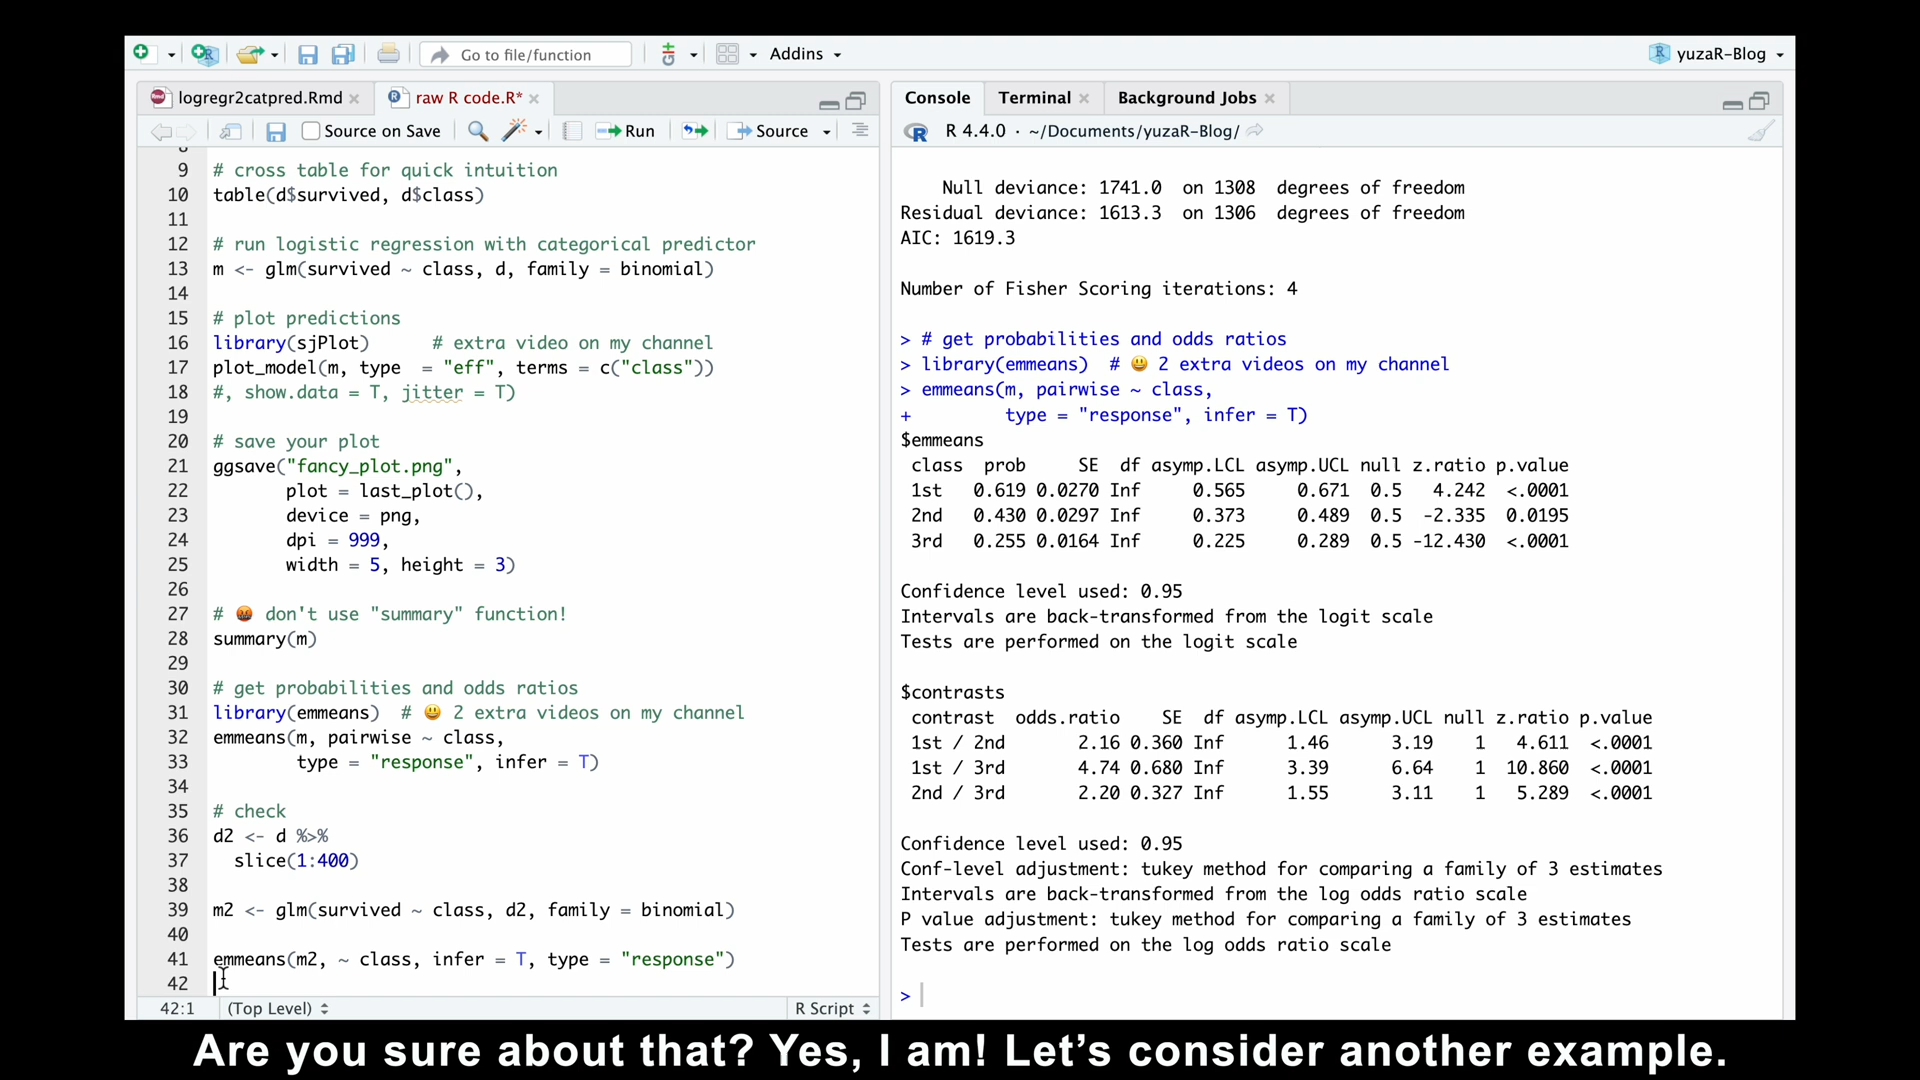 Go to file/function
Addins
yuzaR-Blog
logregr2catpred.Rmd
raw R code.R*
Source on Save
Run
Source
9 # cross table for quick intuition
10 table(d$survived, d$class)
11
12 # run logistic regression with categorical predictor
13 m <- glm(survived ~ class, d, family = binomial)
14
15 # plot predictions
16 library(sjPlot)      # extra video on my channel
17 plot_model(m, type  = "eff", terms = c("class"))
18 #, show.data = T, jitter = T)
19
20 # save your plot
21 ggsave("fancy_plot.png",
22        plot = last_plot(),
23        device = png,
24        dpi = 999,
25        width = 5, height = 3)
26
27 # 🤬 don't use "summary" function!
28 summary(m)
29
30 # get probabilities and odds ratios
31 library(emmeans)  # 😃 2 extra videos on my channel
32 emmeans(m, pairwise ~ class,
33         type = "response", infer = T)
34
35 # check
36 d2 <- d %>%
37   slice(1:400)
38
39 m2 <- glm(survived ~ class, d2, family = binomial)
40
41 emmeans(m2, ~ class, infer = T, type = "response")
42
42:1 (Top Level) R Script
Console Terminal Background Jobs
R 4.4.0 · ~/Documents/yuzaR-Blog/
    Null deviance: 1741.0  on 1308  degrees of freedom
Residual deviance: 1613.3  on 1306  degrees of freedom
AIC: 1619.3
Number of Fisher Scoring iterations: 4
> # get probabilities and odds ratios
> library(emmeans)  # 😃 2 extra videos on my channel
> emmeans(m, pairwise ~ class,
+         type = "response", infer = T)
$emmeans
 class  prob     SE  df asymp.LCL asymp.UCL null z.ratio p.value
 1st   0.619 0.0270 Inf     0.565     0.671  0.5   4.242  <.0001
 2nd   0.430 0.0297 Inf     0.373     0.489  0.5  -2.335  0.0195
 3rd   0.255 0.0164 Inf     0.225     0.289  0.5 -12.430  <.0001
Confidence level used: 0.95
Intervals are back-transformed from the logit scale
Tests are performed on the logit scale
$contrasts
 contrast  odds.ratio    SE  df asymp.LCL asymp.UCL null z.ratio p.value
 1st / 2nd       2.16 0.360 Inf      1.46      3.19    1   4.611  <.0001
 1st / 3rd       4.74 0.680 Inf      3.39      6.64    1  10.860  <.0001
 2nd / 3rd       2.20 0.327 Inf      1.55      3.11    1   5.289  <.0001
Confidence level used: 0.95
Conf-level adjustment: tukey method for comparing a family of 3 estimates
Intervals are back-transformed from the log odds ratio scale
P value adjustment: tukey method for comparing a family of 3 estimates
Tests are performed on the log odds ratio scale
>
Are you sure about that? Yes, I am! Let's consider another example.